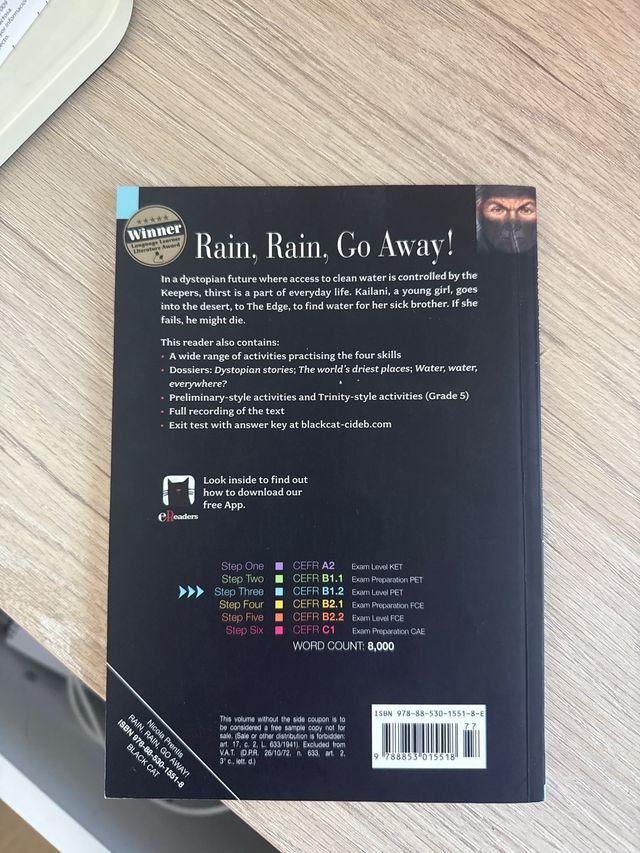 Winner
Language Learner
Literature Award
Rain, Rain, Go Away!
In a dystopian future where access to clean water is controlled by the
Keepers, thirst is a part of everyday life. Kailani, a young girl, goes
into the desert, to The Edge, to find water for her sick brother. If she
fails, he might die.
This reader also contains:
• A wide range of activities practising the four skills
• Dossiers: Dystopian stories; The world's driest places; Water, water,
everywhere?
• Preliminary-style activities and Trinity-style activities (Grade 5)
• Full recording of the text
• Exit test with answer key at blackcat-cideb.com
Look inside to find out
how to download our
free App.
eReaders
Step One CEFR A2 Exam Level KET
Step Two CEFR B1.1 Exam Preparation PET
Step Three CEFR B1.2 Exam Level PET
Step Four CEFR B2.1 Exam Preparation FCE
Step Five CEFR B2.2 Exam Level FCE
Step Six CEFR C1 Exam Preparation CAE
WORD COUNT: 8,000
Nicola Prentis
RAIN, RAIN, GO AWAY!
ISBN 978-88-530-1551-8
BLACK CAT
This volume without the side coupon is to
be considered a free sample copy not for
sale. (Sale or other distribution is forbidden:
art. 17, c. 2, L. 633/1941). Excluded from
I.A.T. (D.P.R. 26/10/72, n. 633, art. 2,
3° c., lett. d.)
ISBN 978-88-530-1551-8-E
77
9 788853 015518